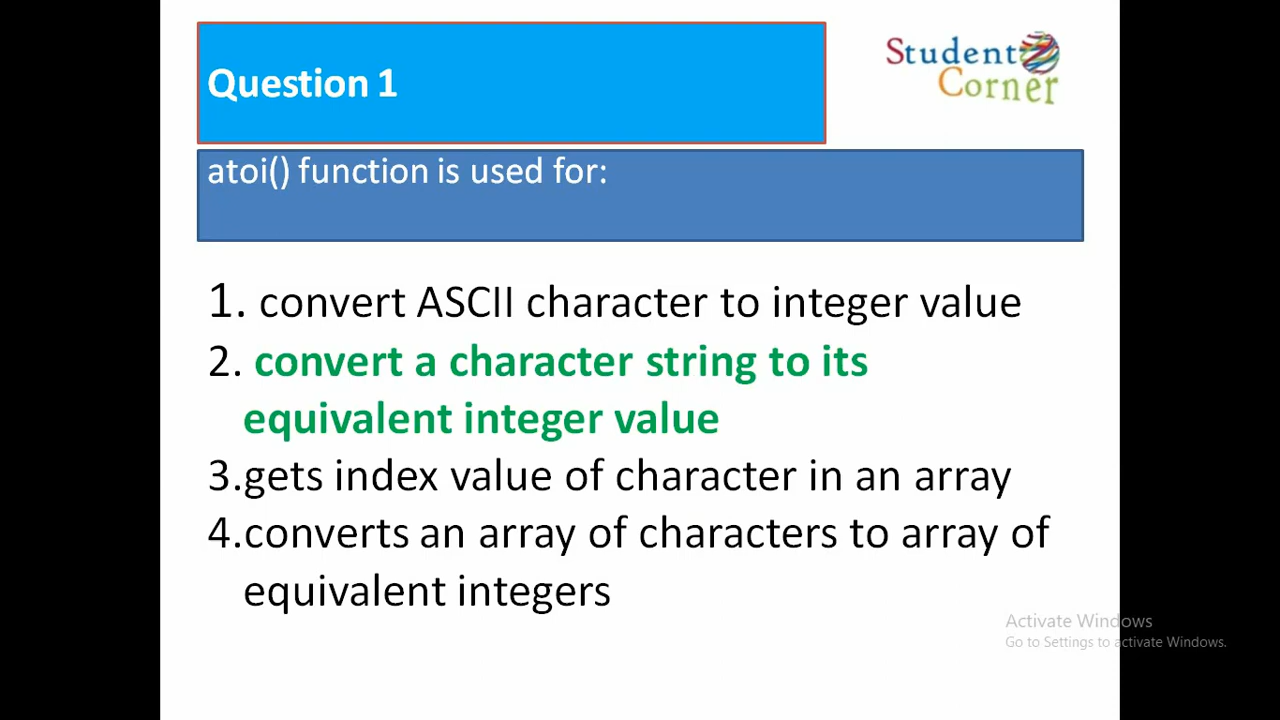 Question 1
Student
Corner
atoi() function is used for:
1. convert ASCII character to integer value
2. convert a character string to its
equivalent integer value
3.gets index value of character in an array
4.converts an array of characters to array of
equivalent integers
Activate Windows
Go to Settings to activate Windows.